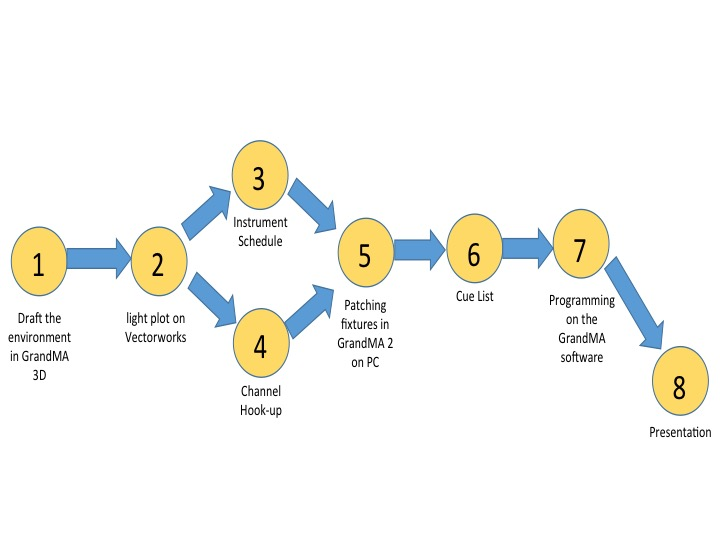 1
Draft the
environment
in GrandMA
3D
2
light plot on
Vectorworks
3
Instrument
Schedule
4
Channel
Hook-up
5
Patching
fixtures in
GrandMA 2
on PC
6
Cue List
7
Programming
on the
GrandMA
software
8
Presentation